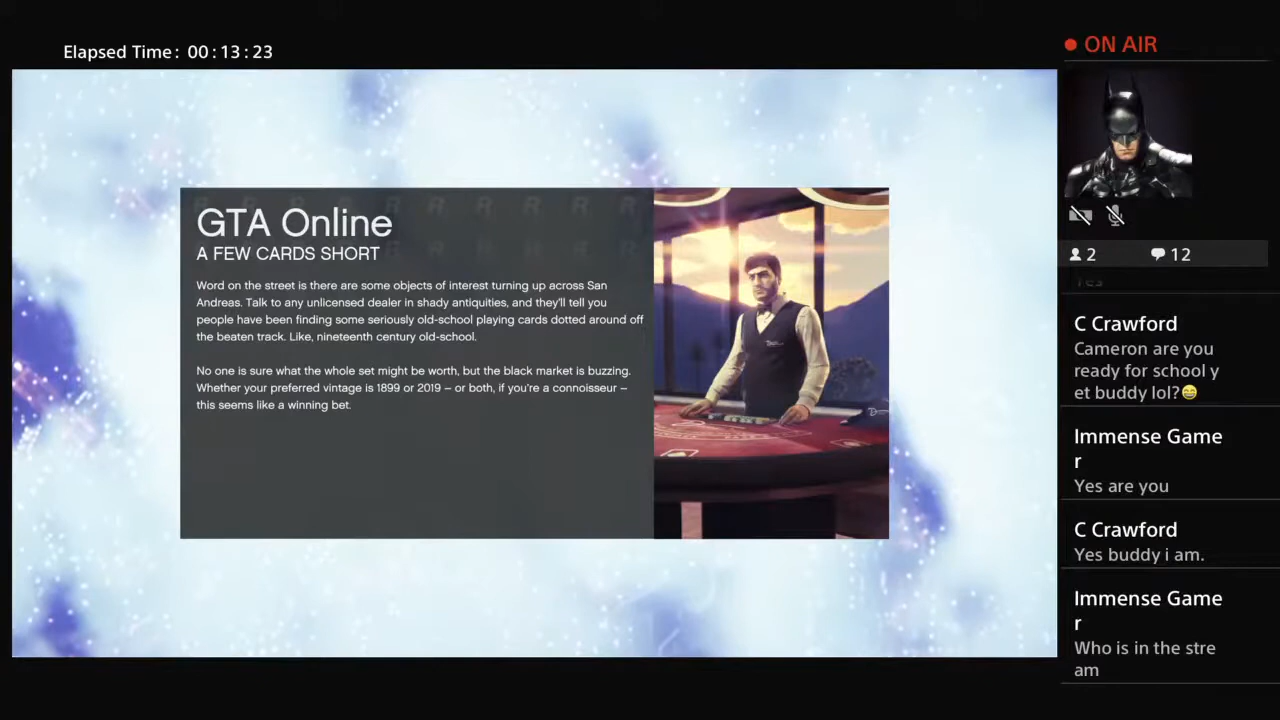 Elapsed Time: 00:13:23
ON AIR
2
12
Yes
C Crawford
Cameron are you
ready for school y
et buddy lol?😄
Immense Game
r
Yes are you
C Crawford
Yes buddy i am.
Immense Game
r
Who is in the stre
am
GTA Online
A FEW CARDS SHORT
Word on the street is there are some objects of interest turning up across San
Andreas. Talk to any unlicensed dealer in shady antiquities, and they'll tell you
people have been finding some seriously old-school playing cards dotted around off
the beaten track. Like, nineteenth century old-school.
No one is sure what the whole set might be worth, but the black market is buzzing.
Whether your preferred vintage is 1899 or 2019 – or both, if you're a connoisseur –
this seems like a winning bet.